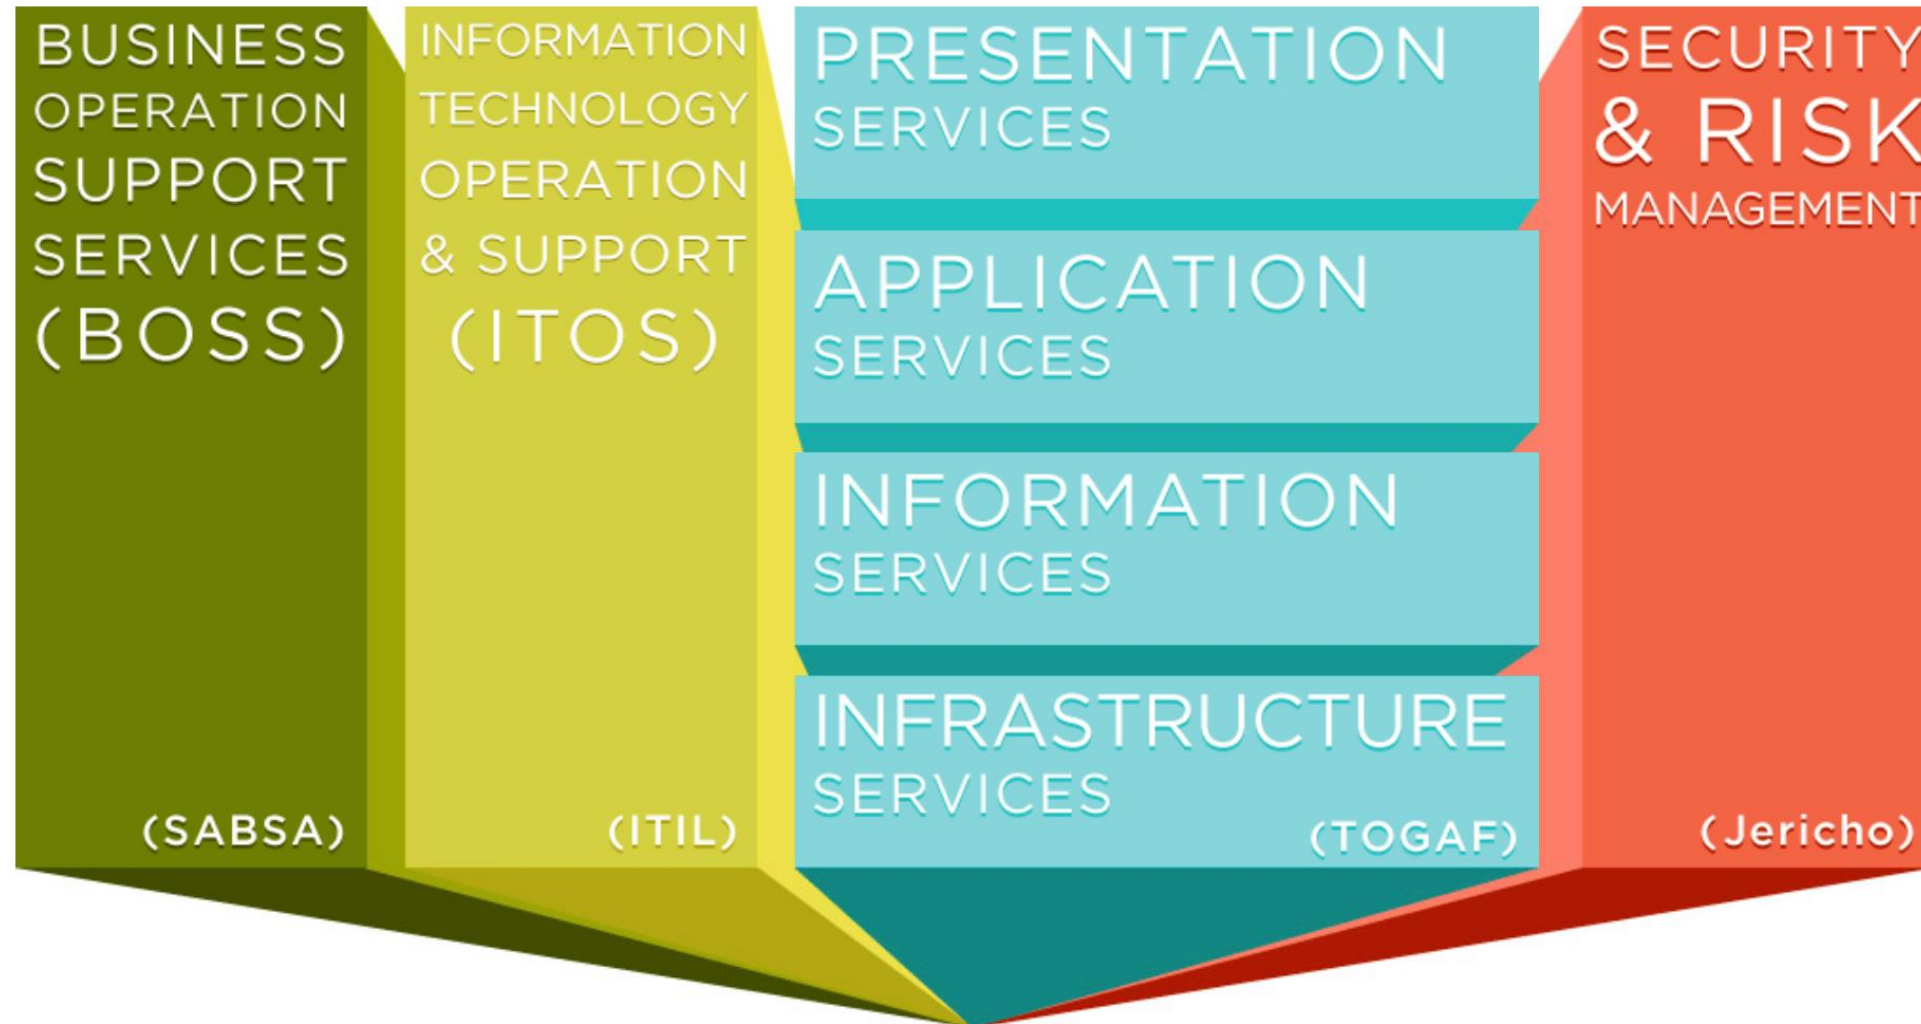 BUSINESS
OPERATION
SUPPORT
SERVICES
(BOSS)
(SABSA)
INFORMATION
TECHNOLOGY
OPERATION
& SUPPORT
(ITOS)
(ITIL)
PRESENTATION
SERVICES
APPLICATION
SERVICES
INFORMATION
SERVICES
INFRASTRUCTURE
SERVICES
(TOGAF)
SECURITY
& RISK
MANAGEMENT
(Jericho)